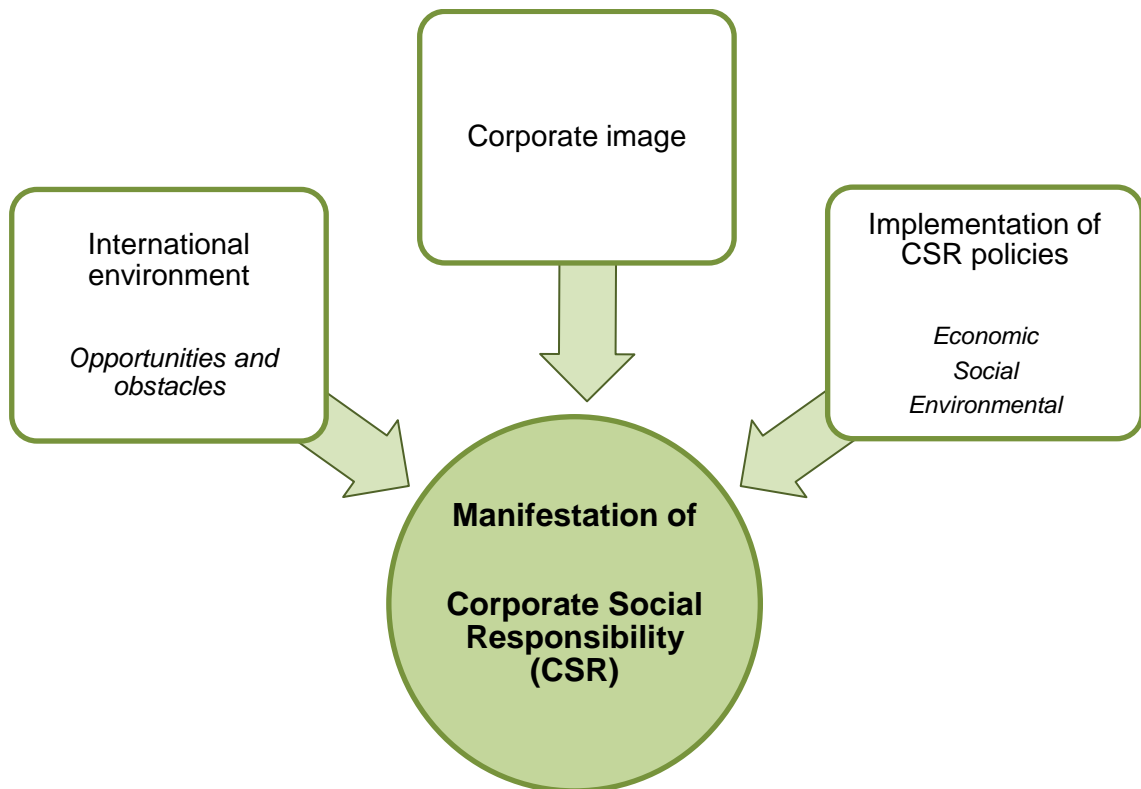 Corporate image
International
environment
Opportunities and
obstacles
Implementation of
CSR policies
Economic
Social
Environmental
Manifestation of
Corporate Social
Responsibility
(CSR)